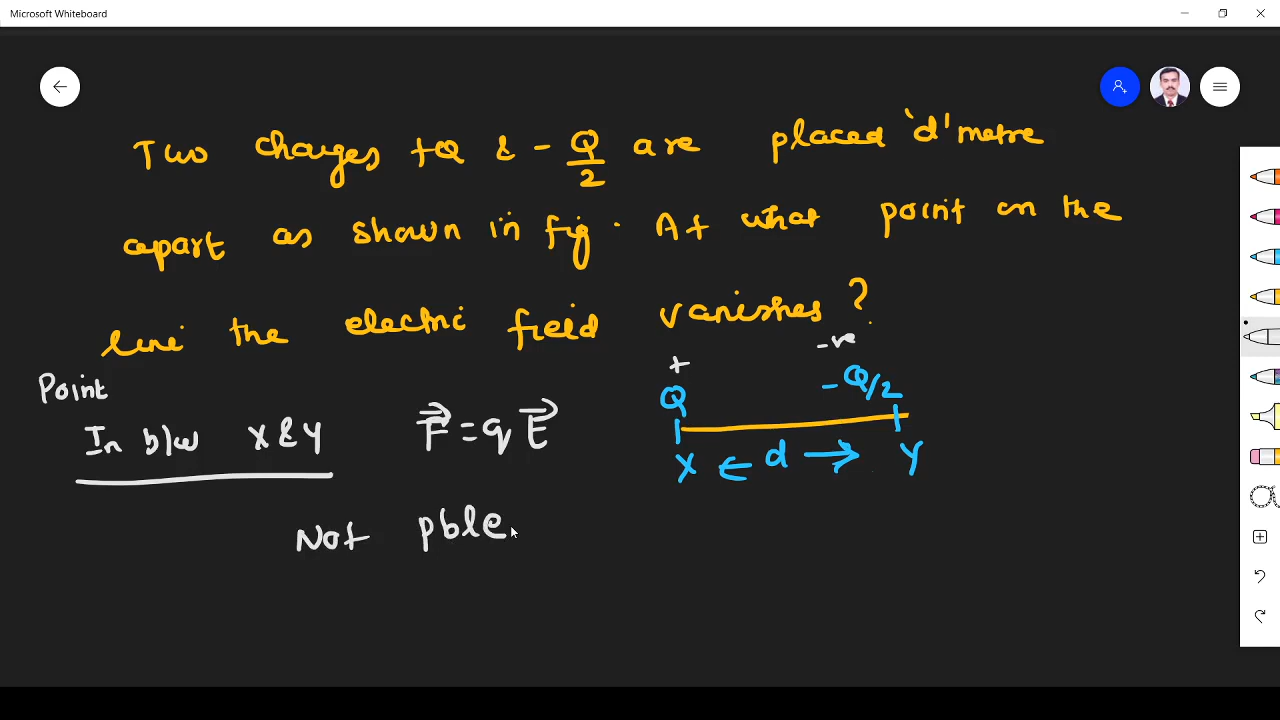 Microsoft Whiteboard
Two charges +Q & - Q/2 are placed 'd' metre
apart as shown in fig. At what point on the
line the electric field vanishes?
Point
In b/w X & Y
F = qE
Not pble
+ -ve
Q - Q/2
X ← d → Y